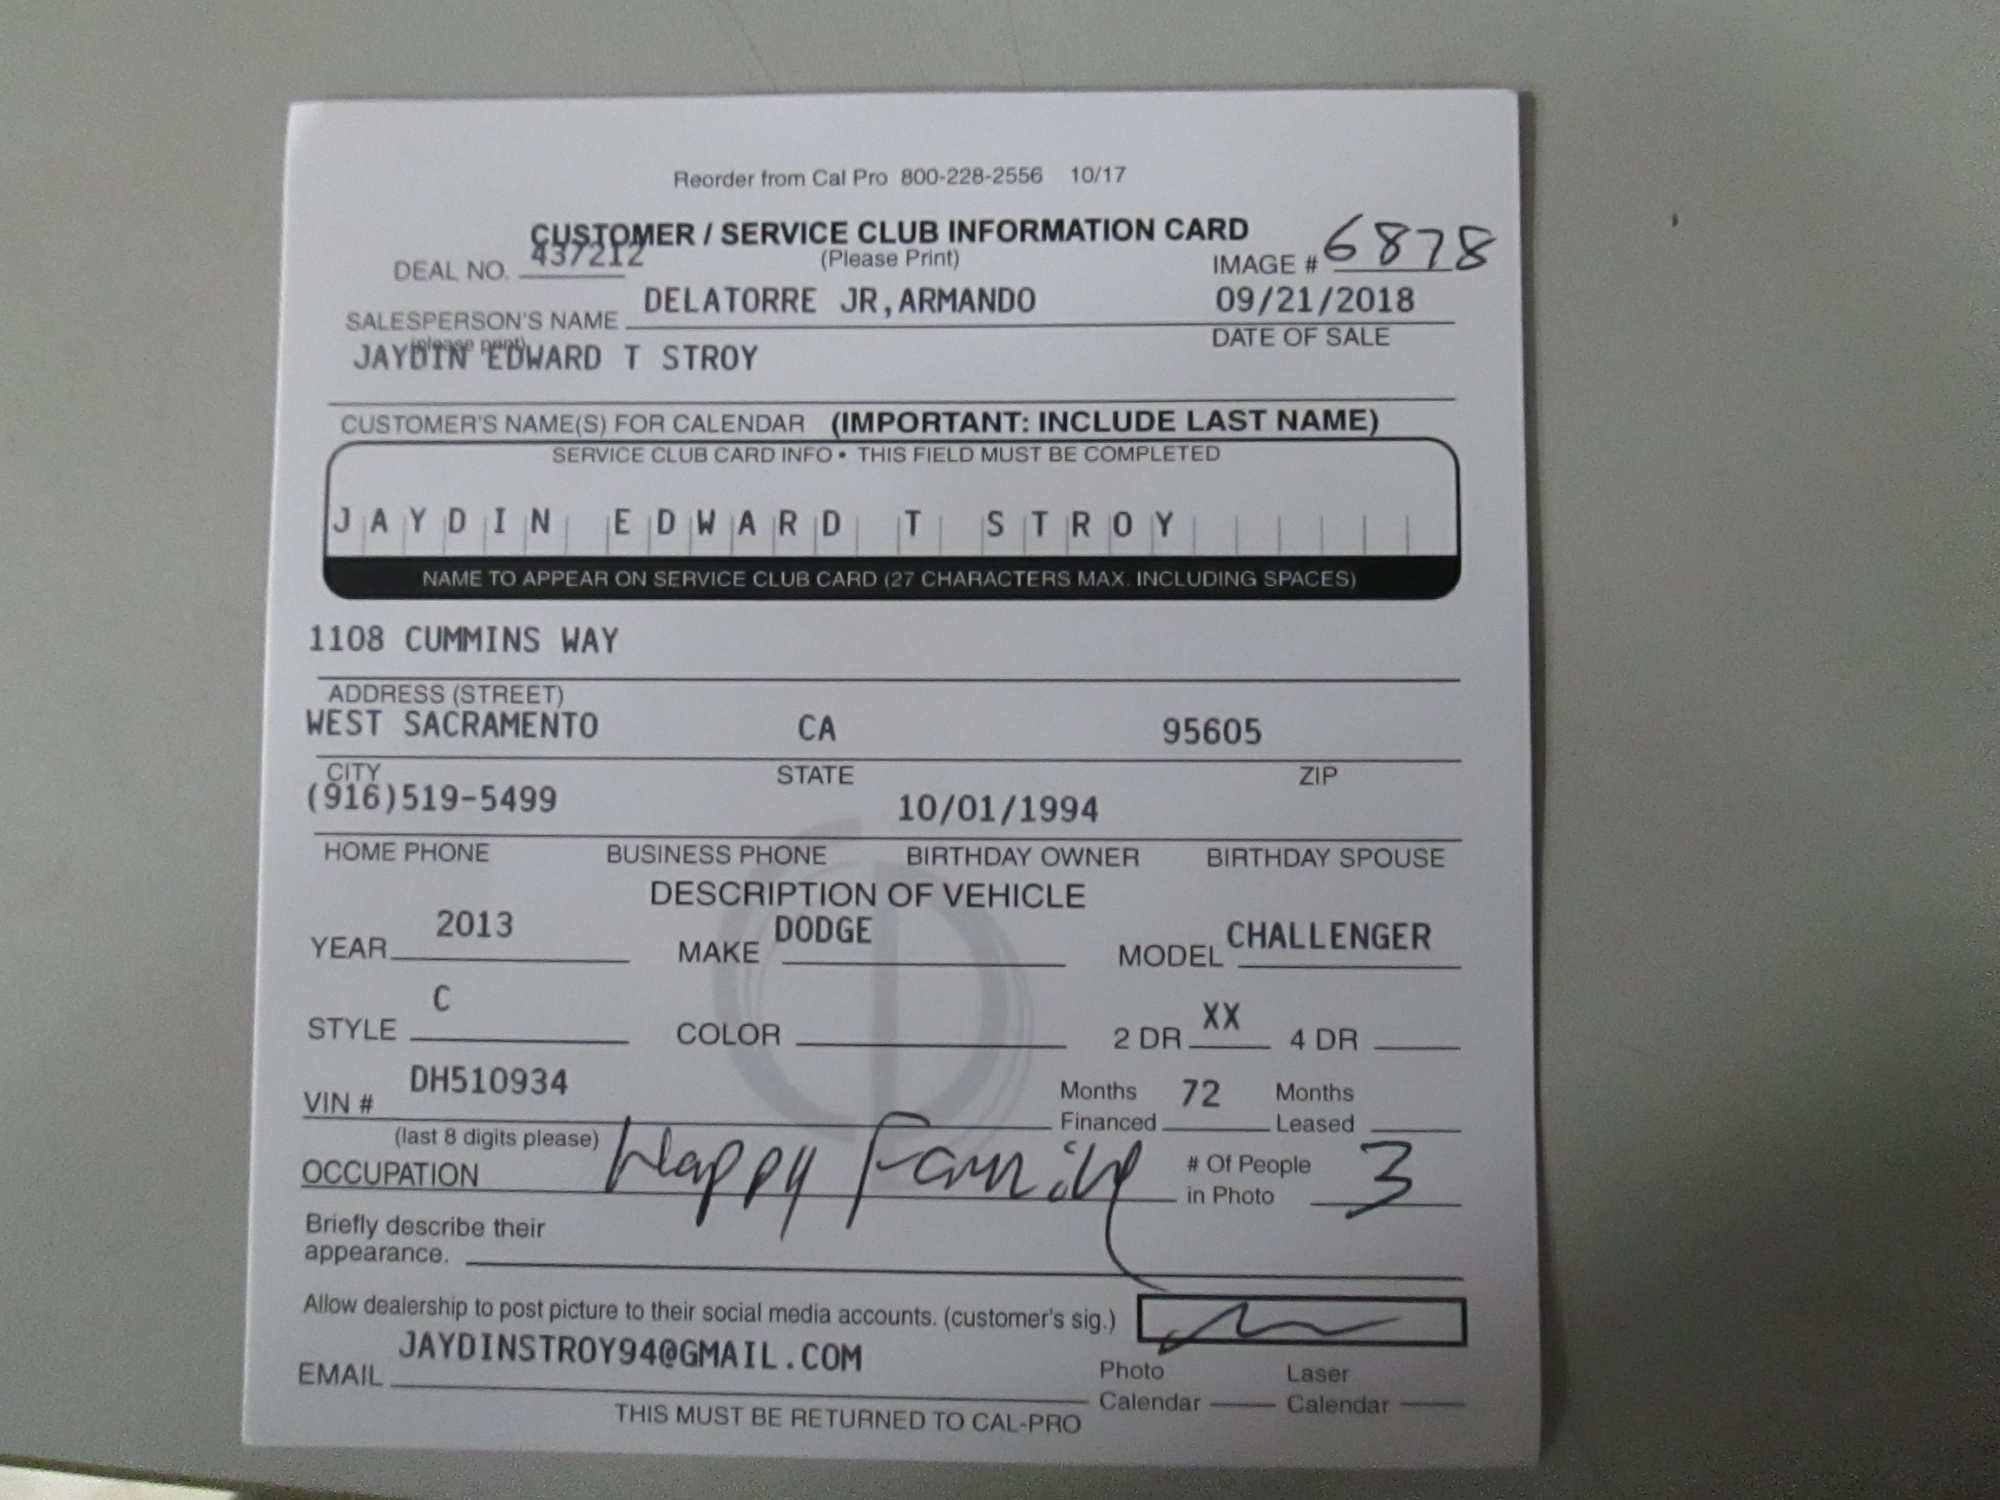 Reorder from Cal Pro 800-228-2556 10/17
CUSTOMER / SERVICE CLUB INFORMATION CARD
DEAL NO. 437212 (Please Print) IMAGE # 6878
SALESPERSON'S NAME DELATORRE JR,ARMANDO 09/21/2018
(please print) DATE OF SALE
JAYDIN EDWARD T STROY
CUSTOMER'S NAME(S) FOR CALENDAR (IMPORTANT: INCLUDE LAST NAME)
SERVICE CLUB CARD INFO • THIS FIELD MUST BE COMPLETED
JAYDIN EDWARD T STROY
NAME TO APPEAR ON SERVICE CLUB CARD (27 CHARACTERS MAX. INCLUDING SPACES)
1108 CUMMINS WAY
ADDRESS (STREET)
WEST SACRAMENTO CA 95605
CITY STATE ZIP
(916)519-5499 10/01/1994
HOME PHONE BUSINESS PHONE BIRTHDAY OWNER BIRTHDAY SPOUSE
DESCRIPTION OF VEHICLE
YEAR 2013 MAKE DODGE MODEL CHALLENGER
STYLE C COLOR 2 DR XX 4 DR
VIN # DH510934 Months Financed 72 Months Leased
(last 8 digits please)
OCCUPATION Happy Family # Of People in Photo 3
Briefly describe their
appearance.
Allow dealership to post picture to their social media accounts. (customer's sig.)
EMAIL JAYDINSTROY94@GMAIL.COM Photo Calendar Laser Calendar
THIS MUST BE RETURNED TO CAL-PRO